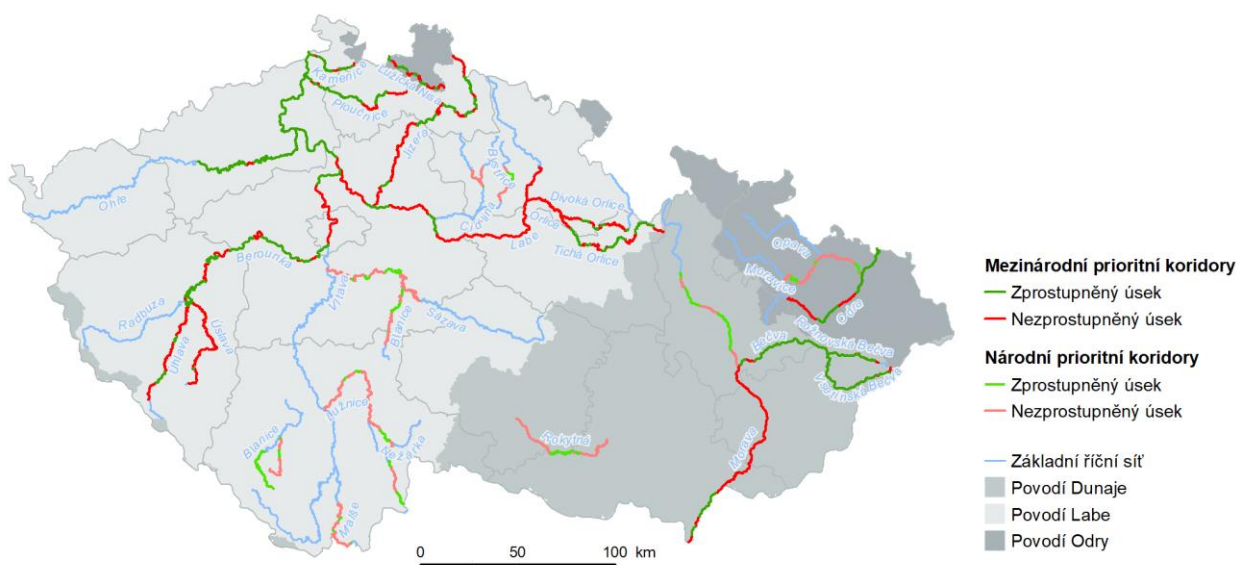 Kamenice
Lužická Nisa
Ploučnice
Jizera
Bystřice
Ohře
Cidlina
Divoká Orlice
Orlice
Labe
Tichá Orlice
Berounka
Opava
Moravice
Radbuza
Vltava
Sázava
Odra
Úhlava
Úslava
Blanice
Bečva
Rožnovská Bečva
Vsetínská Bečva
Lužnice
Blanice
Nežárka
Rokytná
Morava
Malše
0 50 100 km
Mezinárodní prioritní koridory
Zprostupněný úsek
Nezprostupněný úsek
Národní prioritní koridory
Zprostupněný úsek
Nezprostupněný úsek
Základní říční síť
Povodí Dunaje
Povodí Labe
Povodí Odry